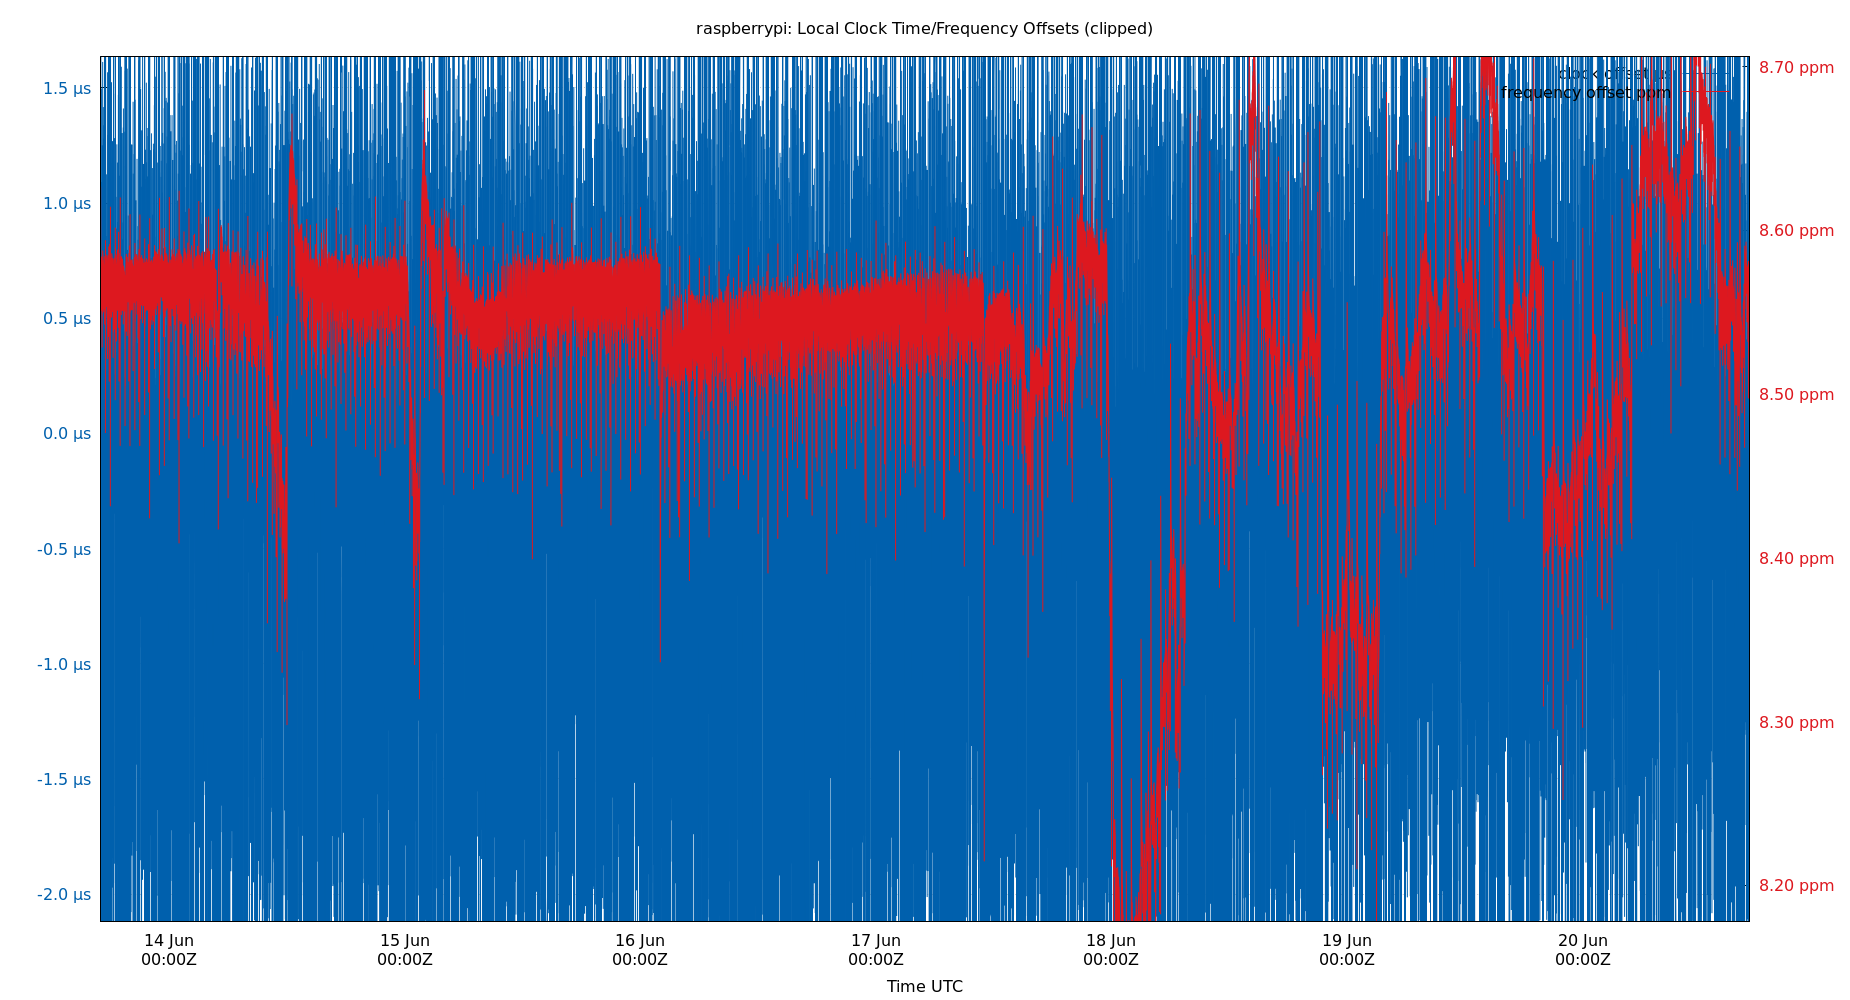 raspberrypi: Local Clock Time/Frequency Offsets (clipped)
clock offset µs
frequency offset ppm
1.5 µs
1.0 µs
0.5 µs
0.0 µs
-0.5 µs
-1.0 µs
-1.5 µs
-2.0 µs
8.70 ppm
8.60 ppm
8.50 ppm
8.40 ppm
8.30 ppm
8.20 ppm
14 Jun
00:00Z
15 Jun
00:00Z
16 Jun
00:00Z
17 Jun
00:00Z
18 Jun
00:00Z
19 Jun
00:00Z
20 Jun
00:00Z
Time UTC